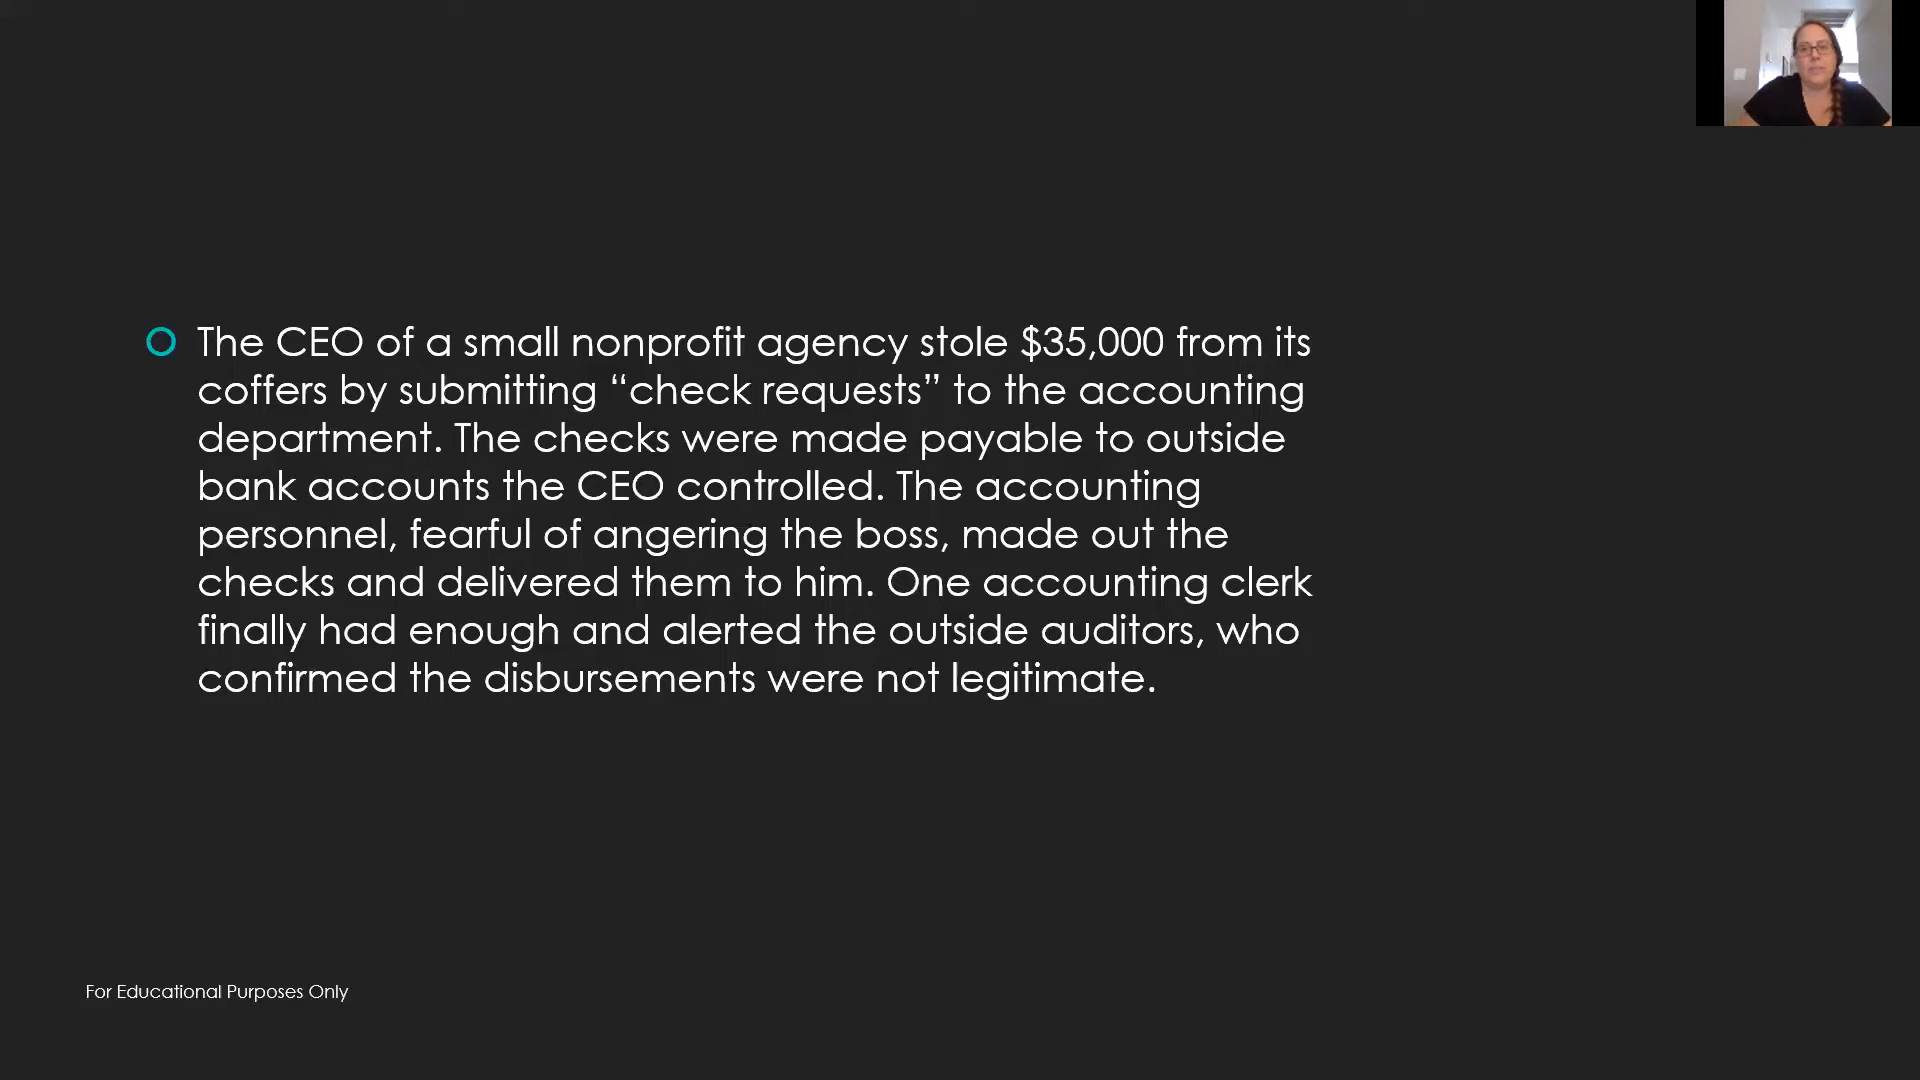 The CEO of a small nonprofit agency stole $35,000 from its
coffers by submitting “check requests” to the accounting
department. The checks were made payable to outside
bank accounts the CEO controlled. The accounting
personnel, fearful of angering the boss, made out the
checks and delivered them to him. One accounting clerk
finally had enough and alerted the outside auditors, who
confirmed the disbursements were not legitimate.
For Educational Purposes Only